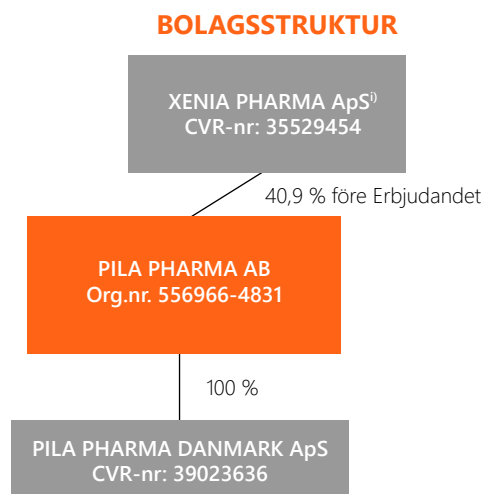 BOLAGSSTRUKTUR
XENIA PHARMA ApSⁱ⁾
CVR-nr: 35529454
40,9 % före Erbjudandet
PILA PHARMA AB
Org.nr. 556966-4831
100 %
PILA PHARMA DANMARK ApS
CVR-nr: 39023636